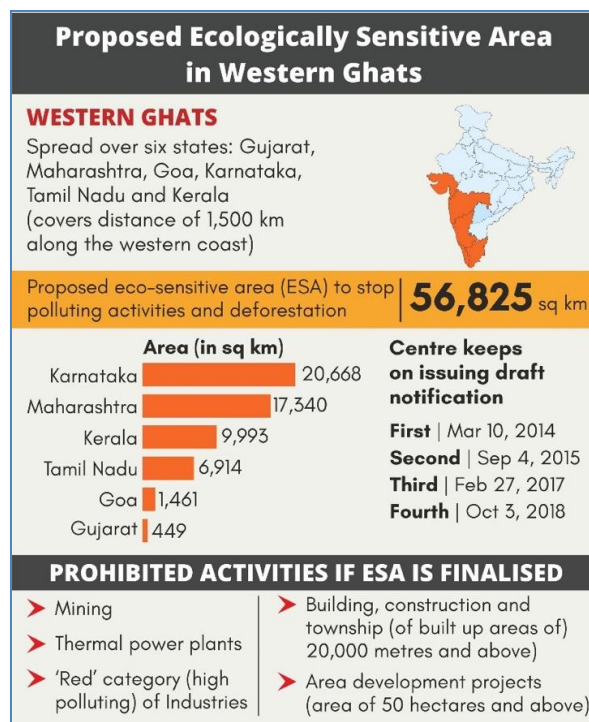 Proposed Ecologically Sensitive Area
in Western Ghats
WESTERN GHATS
Spread over six states: Gujarat,
Maharashtra, Goa, Karnataka,
Tamil Nadu and Kerala
(covers distance of 1,500 km
along the western coast)
Proposed eco-sensitive area (ESA) to stop
polluting activities and deforestation
56,825 sq km
Area (in sq km)
Karnataka 20,668
Maharashtra 17,340
Kerala 9,993
Tamil Nadu 6,914
Goa 1,461
Gujarat 449
Centre keeps
on issuing draft
notification
First | Mar 10, 2014
Second | Sep 4, 2015
Third | Feb 27, 2017
Fourth | Oct 3, 2018
PROHIBITED ACTIVITIES IF ESA IS FINALISED
Mining
Thermal power plants
‘Red’ category (high
polluting) of Industries
Building, construction and
township (of built up areas of)
20,000 metres and above)
Area development projects
(area of 50 hectares and above)